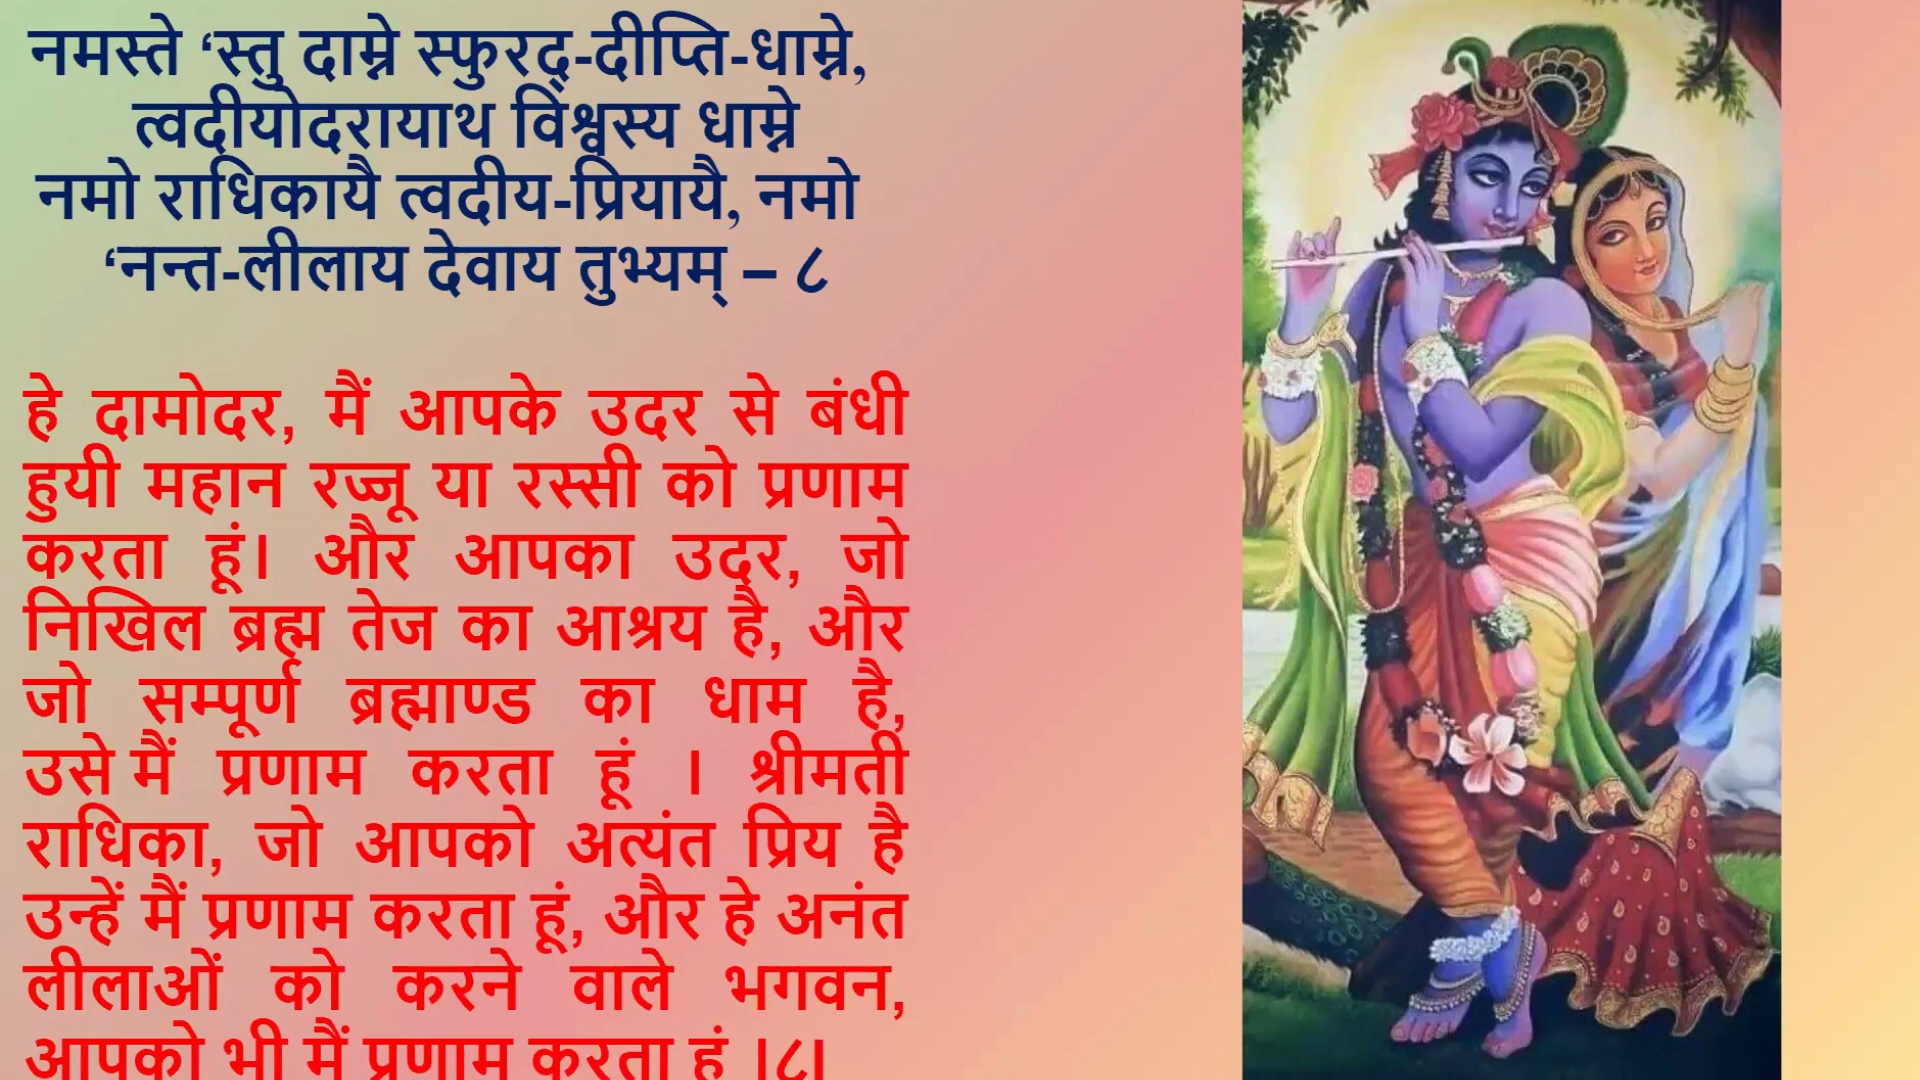 नमस्ते ‘स्तु दाम्ने स्फुरद्-दीप्ति-धाम्ने,
त्वदीयोदरायाथ विश्वस्य धाम्ने
नमो राधिकायै त्वदीय-प्रियायै, नमो
‘नन्त-लीलाय देवाय तुभ्यम् – ८
हे दामोदर, मैं आपके उदर से बंधी
हुयी महान रज्जू या रस्सी को प्रणाम
करता हूं। और आपका उदर, जो
निखिल ब्रह्म तेज का आश्रय है, और
जो सम्पूर्ण ब्रह्माण्ड का धाम है,
उसे मैं प्रणाम करता हूं । श्रीमती
राधिका, जो आपको अत्यंत प्रिय है
उन्हें मैं प्रणाम करता हूं, और हे अनंत
लीलाओं को करने वाले भगवन,
आपको भी मैं प्रणाम करता हूं ।८।